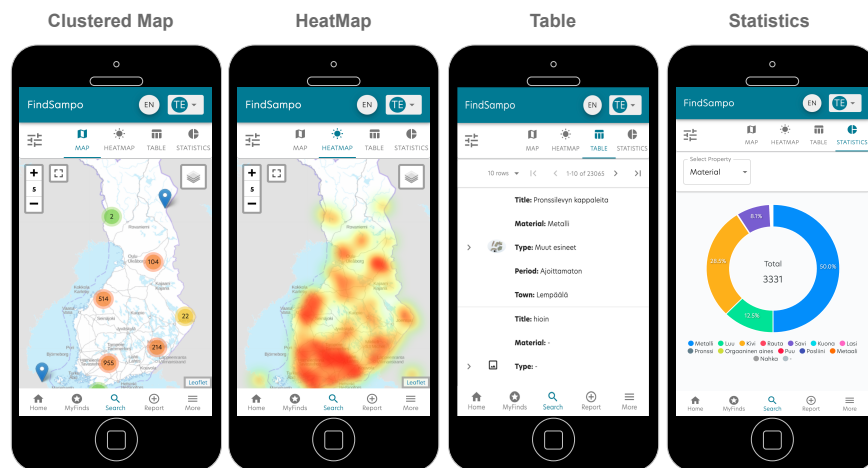 Clustered Map
HeatMap
Table
Statistics
FindSampo
EN
TE
MAP
HEATMAP
TABLE
STATISTICS
+
5
−
2
104
514
22
214
955
Leaflet
Home
MyFinds
Search
Report
More
FindSampo
EN
TE
MAP
HEATMAP
TABLE
STATISTICS
+
5
−
Leaflet
Home
MyFinds
Search
Report
More
FindSampo
EN
TE
MAP
HEATMAP
TABLE
STATISTICS
10 rows
1-10 of 23065
Title: Pronssilevyn kappaleita
Material: Metalli
Type: Muut esineet
Period: Ajoittamaton
Town: Lempäälä
Title: hioin
Material: -
Type: -
Home
MyFinds
Search
Report
More
FindSampo
EN
TE
MAP
HEATMAP
TABLE
STATISTICS
Select Property
Material
8.1%
28.5%
50.0%
12.5%
Total
3331
Metalli Luu Kivi Rauta Savi Kuona Lasi
Pronssi Orgaaninen aines Puu Posliini Metaali
Nahka -
Home
MyFinds
Search
Report
More